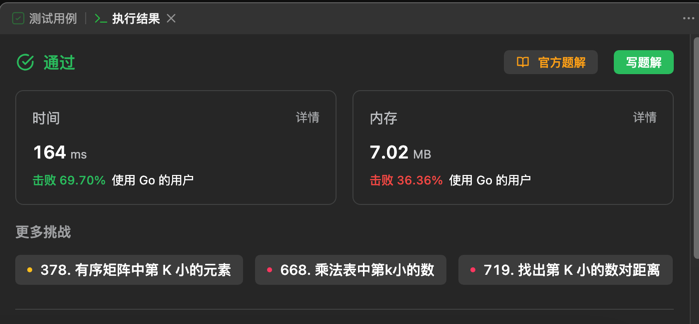 测试用例 | 执行结果
通过 官方题解 写题解
时间 详情 内存 详情
164 ms 7.02 MB
击败 69.70% 使用 Go 的用户 击败 36.36% 使用 Go 的用户
更多挑战
378. 有序矩阵中第 K 小的元素 668. 乘法表中第k小的数 719. 找出第 K 小的数对距离